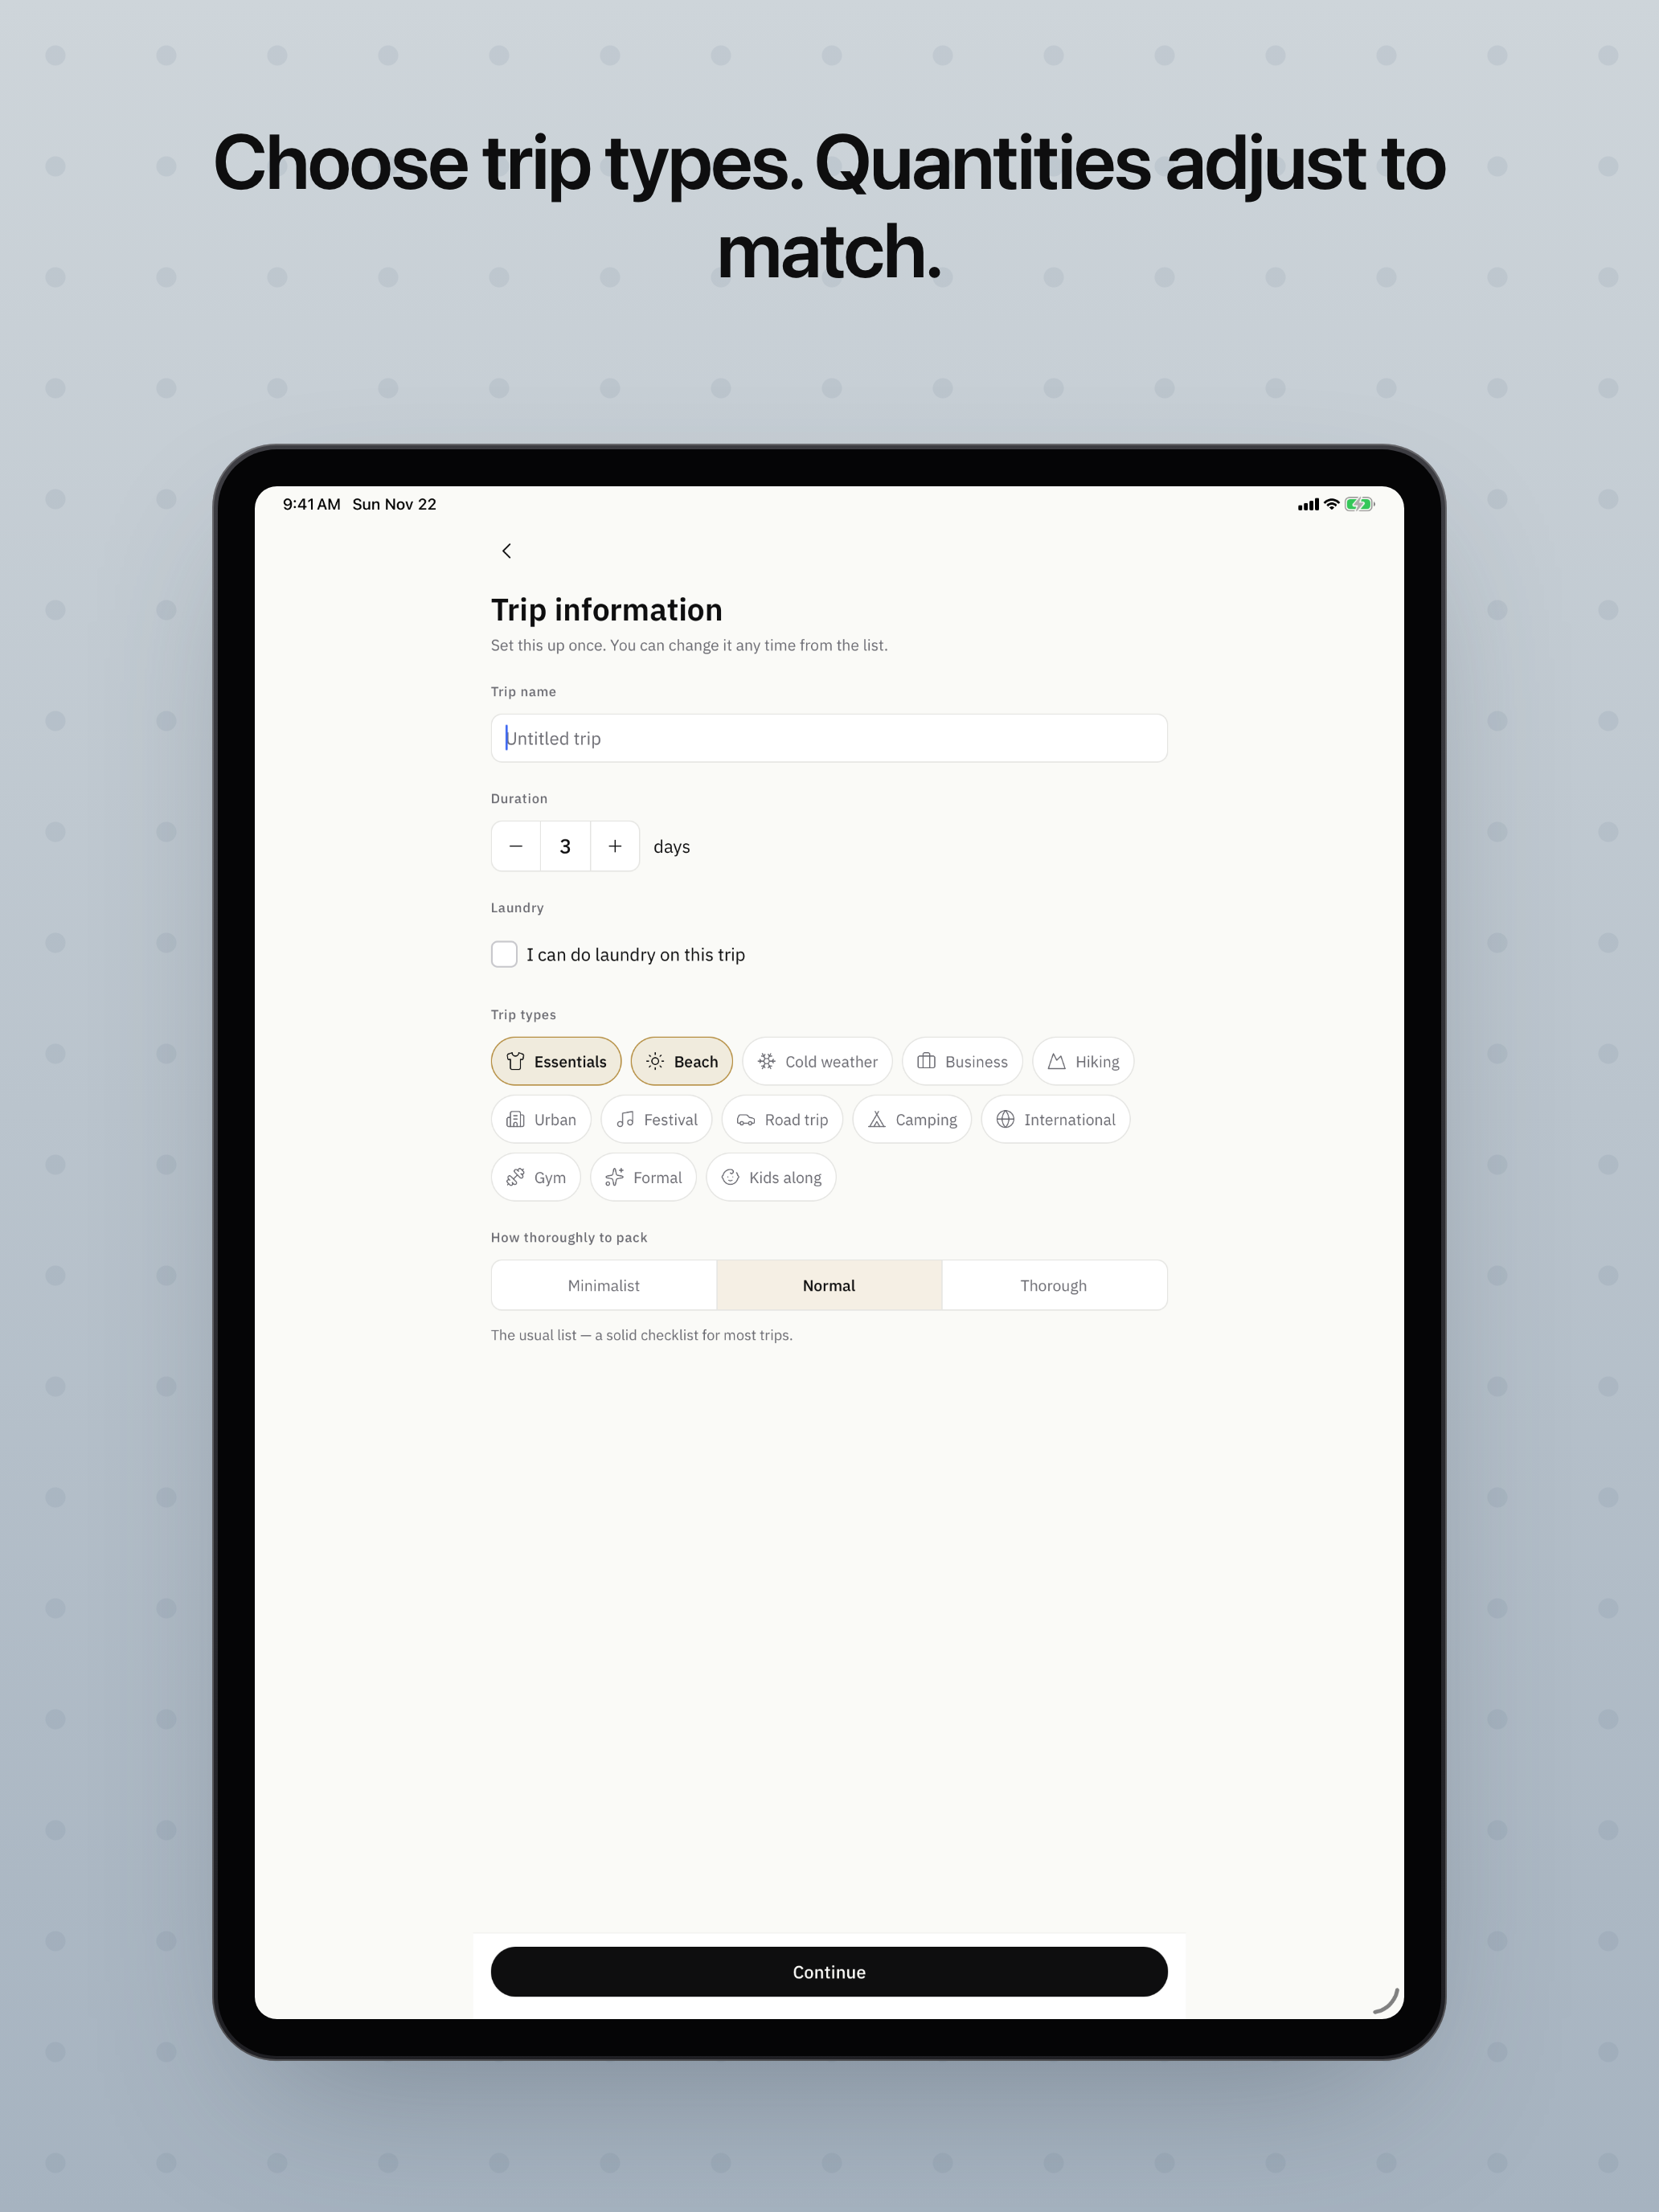 Choose trip types. Quantities adjust to
match.
9:41 AM Sun Nov 22
Trip information
Set this up once. You can change it any time from the list.
Trip name
Untitled trip
Duration
3 days
Laundry
I can do laundry on this trip
Trip types
Essentials Beach Cold weather Business Hiking
Urban Festival Road trip Camping International
Gym Formal Kids along
How thoroughly to pack
Minimalist Normal Thorough
The usual list — a solid checklist for most trips.
Continue